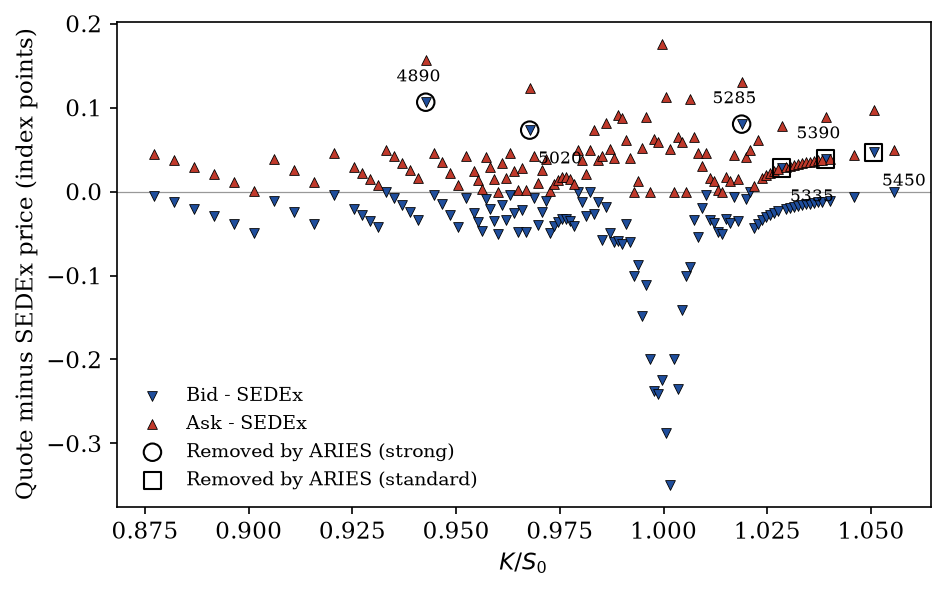 Quote minus SEDEx price (index points)
0.2
0.1
0.0
−0.1
−0.2
−0.3
4890
5020
5285
5390
5335
5450
Bid - SEDEx
Ask - SEDEx
Removed by ARIES (strong)
Removed by ARIES (standard)
0.875 0.900 0.925 0.950 0.975 1.000 1.025 1.050
K/S₀